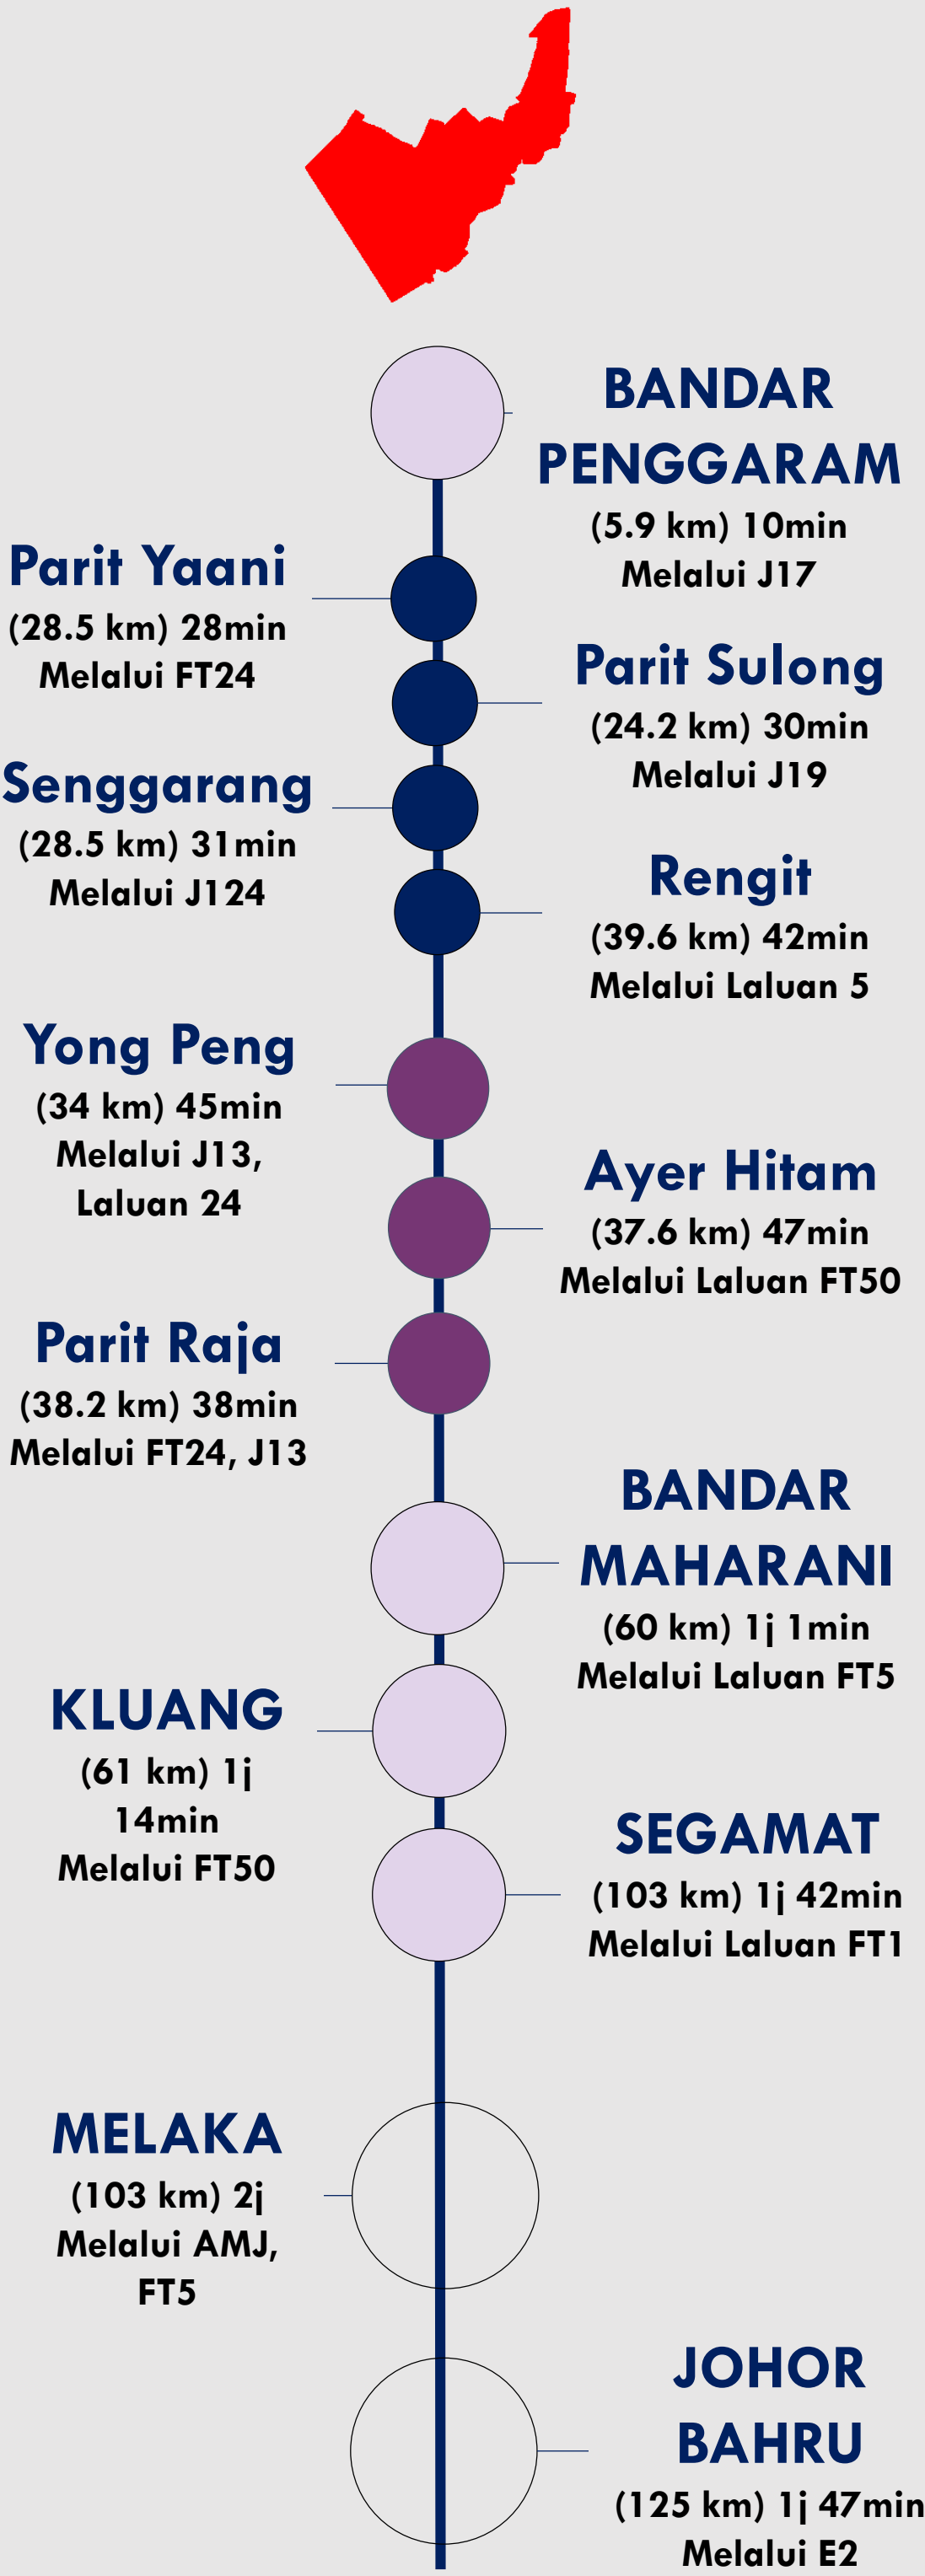 BANDAR
PENGGARAM
(5.9 km) 10min
Melalui J17
Parit Yaani
(28.5 km) 28min
Melalui FT24
Parit Sulong
(24.2 km) 30min
Melalui J19
Senggarang
(28.5 km) 31min
Melalui J124
Rengit
(39.6 km) 42min
Melalui Laluan 5
Yong Peng
(34 km) 45min
Melalui J13,
Laluan 24
Ayer Hitam
(37.6 km) 47min
Melalui Laluan FT50
Parit Raja
(38.2 km) 38min
Melalui FT24, J13
BANDAR
MAHARANI
(60 km) 1j 1min
Melalui Laluan FT5
KLUANG
(61 km) 1j
14min
Melalui FT50
SEGAMAT
(103 km) 1j 42min
Melalui Laluan FT1
MELAKA
(103 km) 2j
Melalui AMJ,
FT5
JOHOR
BAHRU
(125 km) 1j 47min
Melalui E2